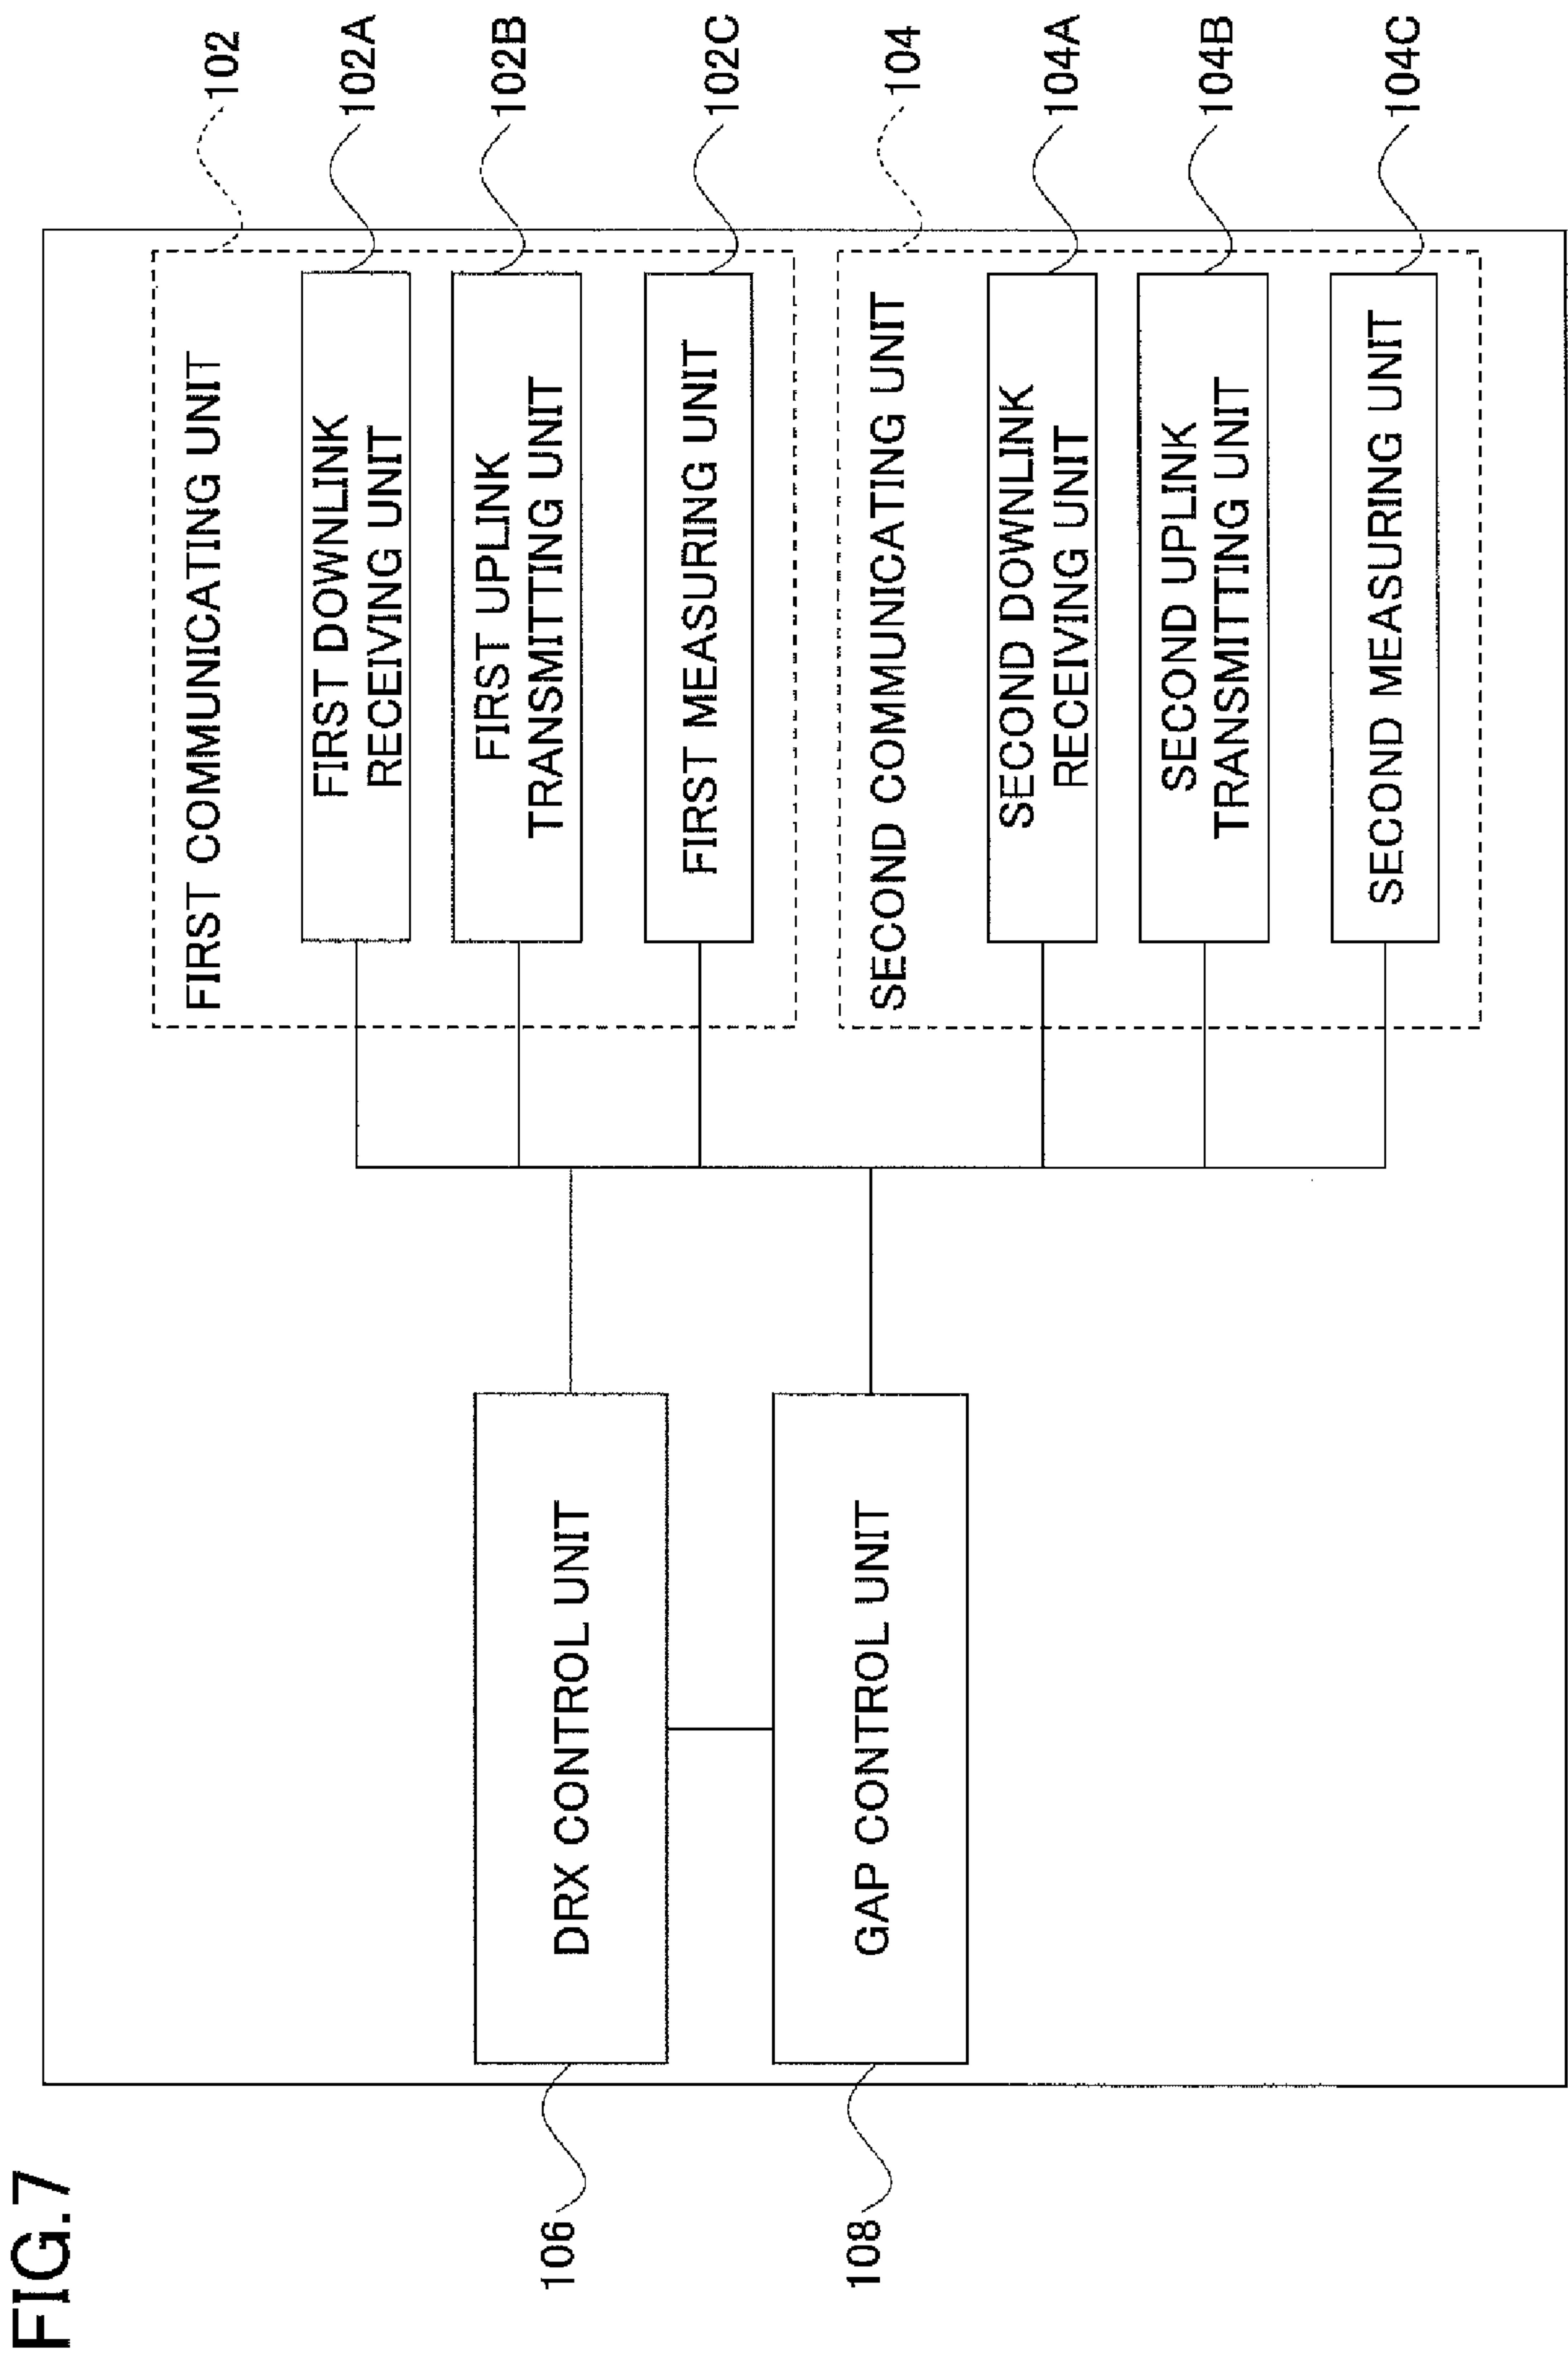 FIG.7
106
DRX CONTROL UNIT
108
GAP CONTROL UNIT
FIRST COMMUNICATING UNIT
102
FIRST DOWNLINK
RECEIVING UNIT
102A
FIRST UPLINK
TRANSMITTING UNIT
102B
FIRST MEASURING UNIT
102C
SECOND COMMUNICATING UNIT
104
SECOND DOWNLINK
RECEIVING UNIT
104A
SECOND UPLINK
TRANSMITTING UNIT
104B
SECOND MEASURING UNIT
104C